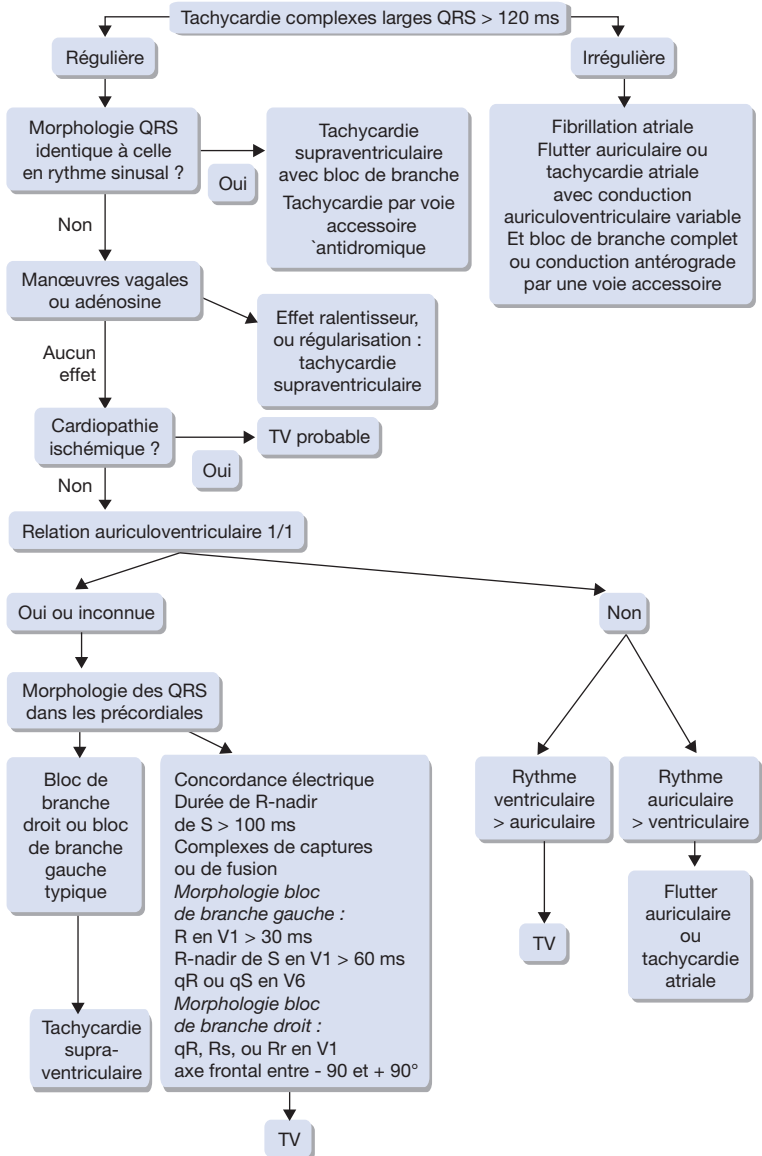 Tachycardie complexes larges QRS > 120 ms
Régulière
Irrégulière
Morphologie QRS
identique à celle
en rythme sinusal ?
Oui
Tachycardie
supraventriculaire
avec bloc de branche
Tachycardie par voie
accessoire
`antidromique
Fibrillation atriale
Flutter auriculaire ou
tachycardie atriale
avec conduction
auriculoventriculaire variable
Et bloc de branche complet
ou conduction antérograde
par une voie accessoire
Non
Manœuvres vagales
ou adénosine
Effet ralentisseur,
ou régularisation :
tachycardie
supraventriculaire
Aucun
effet
Cardiopathie
ischémique ?
Oui
TV probable
Non
Relation auriculoventriculaire 1/1
Oui ou inconnue
Non
Morphologie des QRS
dans les précordiales
Bloc de
branche
droit ou bloc
de branche
gauche
typique
Tachycardie
supra-
ventriculaire
Concordance électrique
Durée de R-nadir
de S > 100 ms
Complexes de captures
ou de fusion
Morphologie bloc
de branche gauche :
R en V1 > 30 ms
R-nadir de S en V1 > 60 ms
qR ou qS en V6
Morphologie bloc
de branche droit :
qR, Rs, ou Rr en V1
axe frontal entre - 90 et + 90°
TV
Rythme
ventriculaire
> auriculaire
TV
Rythme
auriculaire
> ventriculaire
Flutter
auriculaire
ou
tachycardie
atriale